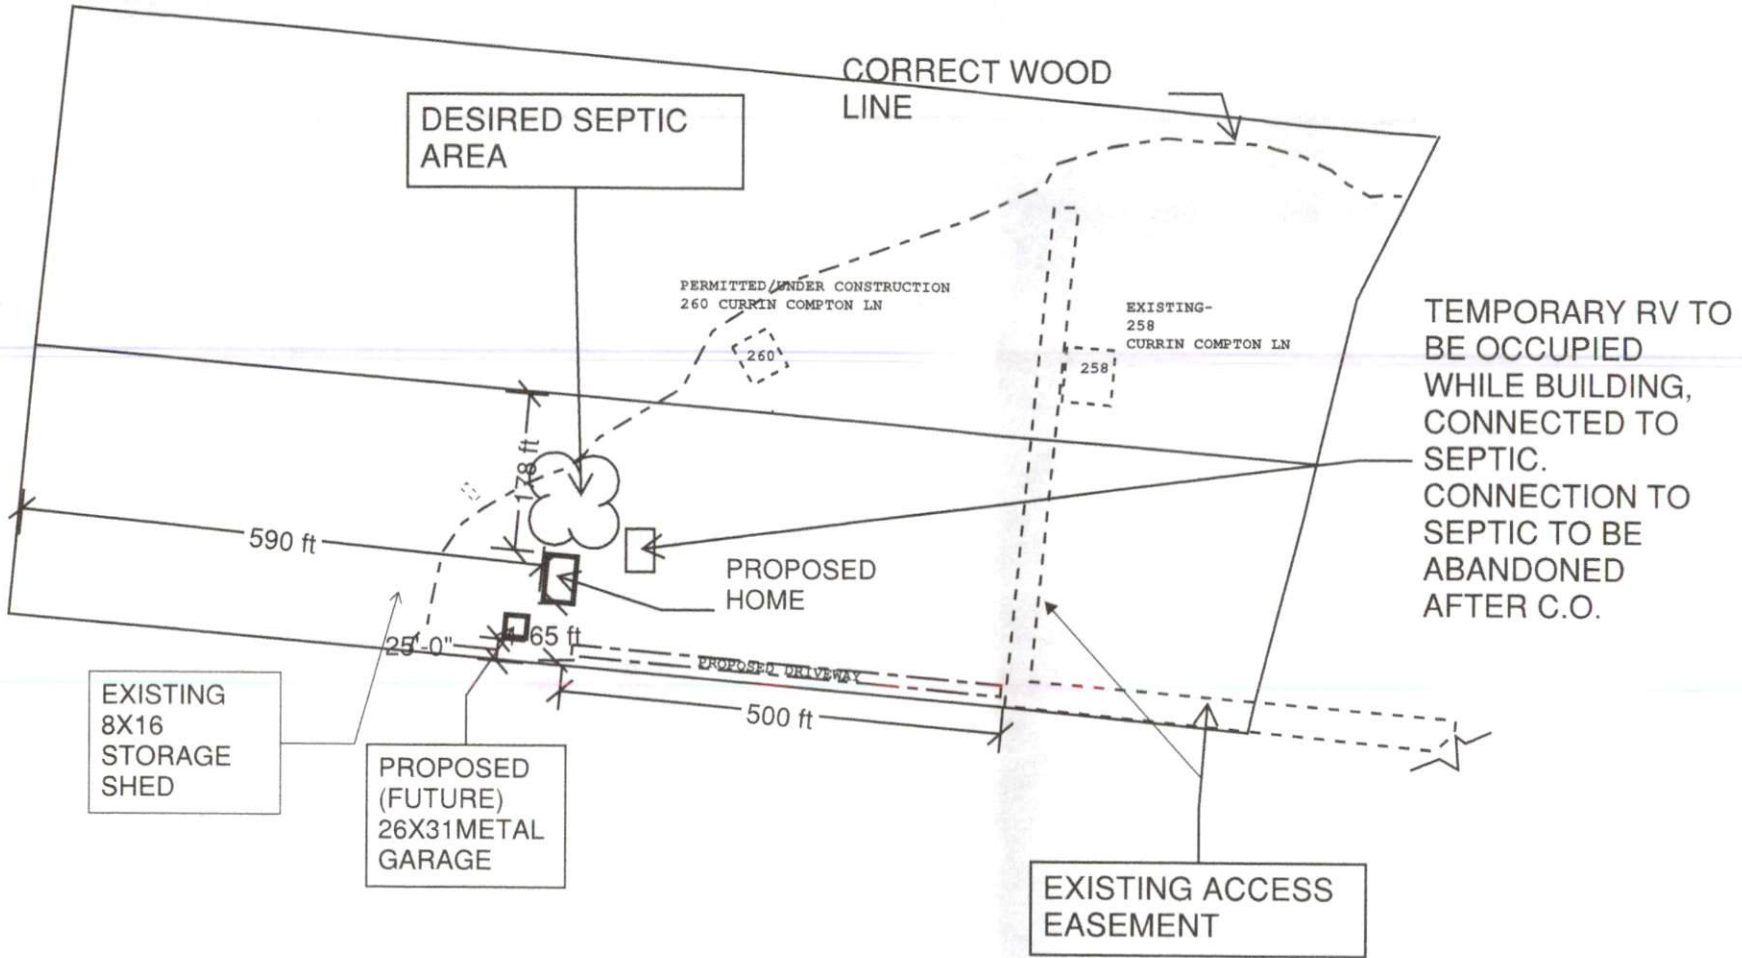 CORRECT WOOD
LINE
DESIRED SEPTIC
AREA
PERMITTED/UNDER CONSTRUCTION
260 CURRIN COMPTON LN
260
EXISTING-
258
CURRIN COMPTON LN
258
TEMPORARY RV TO
BE OCCUPIED
WHILE BUILDING,
CONNECTED TO
SEPTIC.
CONNECTION TO
SEPTIC TO BE
ABANDONED
AFTER C.O.
178 ft
590 ft
PROPOSED
HOME
25'-0"
65 ft
PROPOSED DRIVEWAY
500 ft
EXISTING
8X16
STORAGE
SHED
PROPOSED
(FUTURE)
26X31METAL
GARAGE
EXISTING ACCESS
EASEMENT